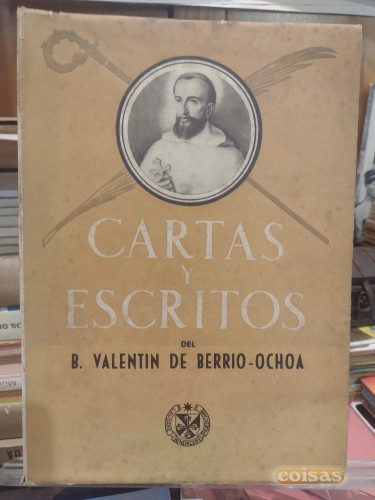 CARTAS
Y
ESCRITOS
DEL
B. VALENTIN DE BERRIO-OCHOA
coisas